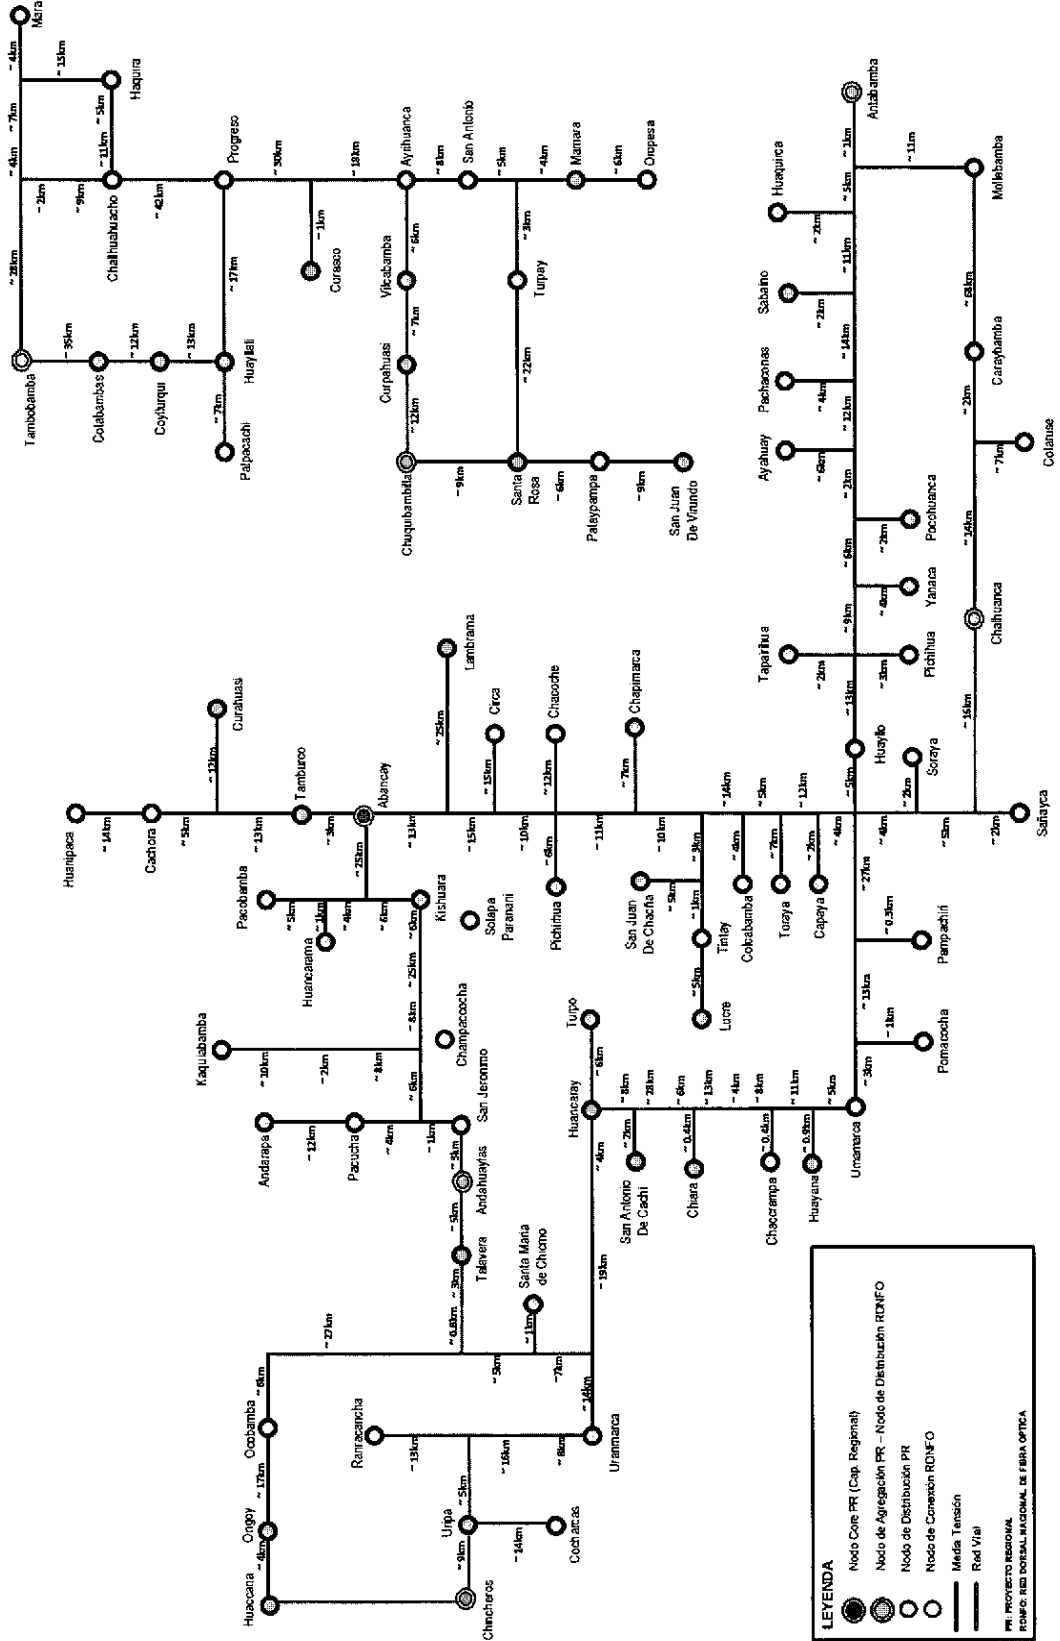 Mara
~ 4km
~ 15km
Haquira
~ 7km
~ 5km
~ 4km
~ 11km
~ 2km
~ 9km
Challhuahuacho
~ 42km
Progreso
~ 30km
~ 18km
Ayrihuanca
~ 8km
San Antonio
~ 5km
~ 4km
Mamara
~ 6km
Oropesa
~ 28km
~ 17km
~ 1km
Curasco
~ 6km
Vilcabamba
~ 7km
~ 3km
Turpay
Tambobamba
~ 35km
Colabambas
~ 12km
Coyllurqui
~ 13km
Huayllati
~ 7km
Palpacachi
Curpahuasi
~ 12km
~ 22km
Chuquibambilla
~ 9km
Santa
Rosa
~ 6km
Pataypampa
~ 9km
San Juan
De Virundo
Antabamba
~ 1km
~ 11m
Mollebamba
Huaquirca
~ 5km
~ 2km
~ 11km
Sabaino
~ 2km
~ 14km
~ 68km
Caraybamba
Pachaconas
~ 4km
~ 12km
~ 2km
Ayahuay
~ 6km
~ 2km
~ 7km
Colaruse
Pocohuanca
~ 2km
~ 6km
~ 14km
Yanaca
~ 4km
~ 9km
Chalhuanca
Tapairihua
~ 2km
~ 3km
Pichihua
~ 13km
~ 16km
Huayllo
~ 5km
Soraya
~ 2km
Lambrama
~ 25km
Curahuasi
~ 12km
Circa
~ 15km
Chacoche
~ 12km
Chapimarca
~ 7km
Huanipaca
~ 14km
Cachora
~ 5km
~ 13km
Tamburco
~ 3km
Abancay
~ 13km
~ 15km
~ 10km
~ 11km
~ 10km
~ 14km
~ 5km
~ 12km
~ 4km
~ 4km
~ 5km
~ 2km
Sañayca
~ 25km
~ 6km
Pichihua
~ 3km
~ 4km
~ 7km
~ 2km
~ 27km
Pacobamba
~ 5km
~ 1km
~ 4km
~ 6km
Kishuara
~ 6km
Huancarama
Sotapa
Paranani
San Juan
De Chacña
~ 5km
~ 1km
Tintay
~ 5km
Lucre
Colcabamba
Toraya
Capaya
~ 0.5km
Pampachiri
~ 25km
~ 8km
~ 13km
~ 1km
Pomacocha
~ 3km
Kaquiabamba
~ 10km
~ 2km
~ 8km
~ 6km
Champaccocha
Turpo
~ 6km
Huancaray
~ 8km
~ 28km
~ 6km
~ 13km
~ 4km
~ 8km
~ 11km
~ 5km
Umamarca
Andarapa
~ 12km
Pacucha
~ 4km
~ 1km
San Jeronimo
~ 5km
Andahuaylas
~ 5km
Talavera
~ 3km
~ 0.8km
~ 4km
~ 2km
San Antonio
De Cachi
~ 0.4km
Chiara
~ 0.4km
Chaccrampa
~ 0.9km
Huayana
~ 19km
Santa Maria
de Chicmo
~ 1km
~ 27km
~ 5km
~ 7km
~ 14km
~ 6km
Ocobamba
~ 17km
Ongoy
~ 4km
Huaccana
Ranracancha
~ 13km
~ 16km
~ 6km
Uranmarca
~ 5km
Uripa
~ 14km
Cocharcas
~ 9km
Chincheros
LEYENDA
Nodo Core PR (Cap. Regional)
Nodo de Agregación PR – Nodo de Distribución RDNFO
Nodo de Distribución PR
Nodo de Conexión RDNFO
Media Tensión
Red Vial
PR: PROYECTO REGIONAL
RDNFO: RED DORSAL NACIONAL DE FIBRA OPTICA